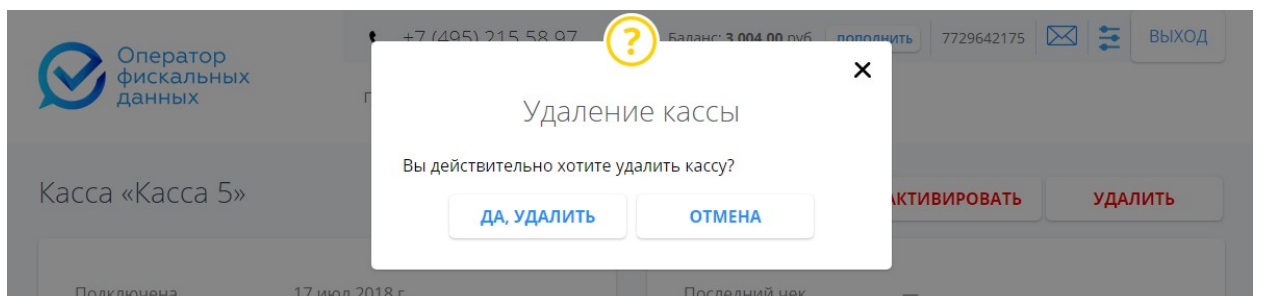 +7 (495) 215 58 97
Баланс: 3 004.00 руб
пополнить
7729642175
ВЫХОД
Оператор
фискальных
данных
?
Удаление кассы
Вы действительно хотите удалить кассу?
ДА, УДАЛИТЬ
ОТМЕНА
Касса «Касса 5»
АКТИВИРОВАТЬ
УДАЛИТЬ
Подключена
17 июл 2018 г.
Последний чек
—